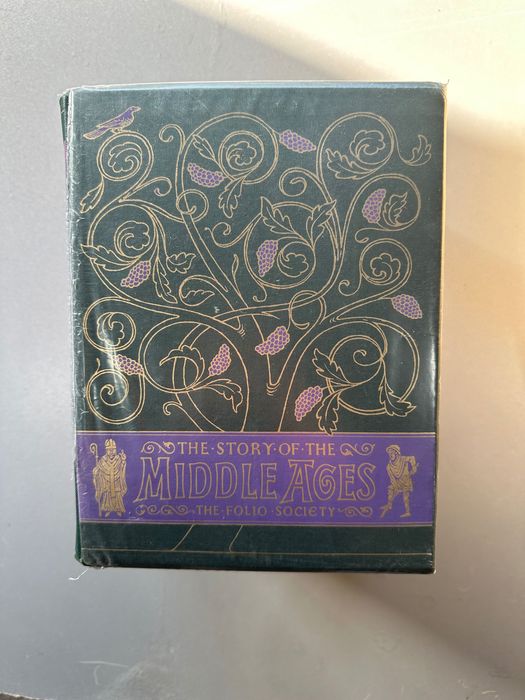 THE·STORY·OF·THE
MIDDLE AGES
THE·FOLIO·SOCIETY